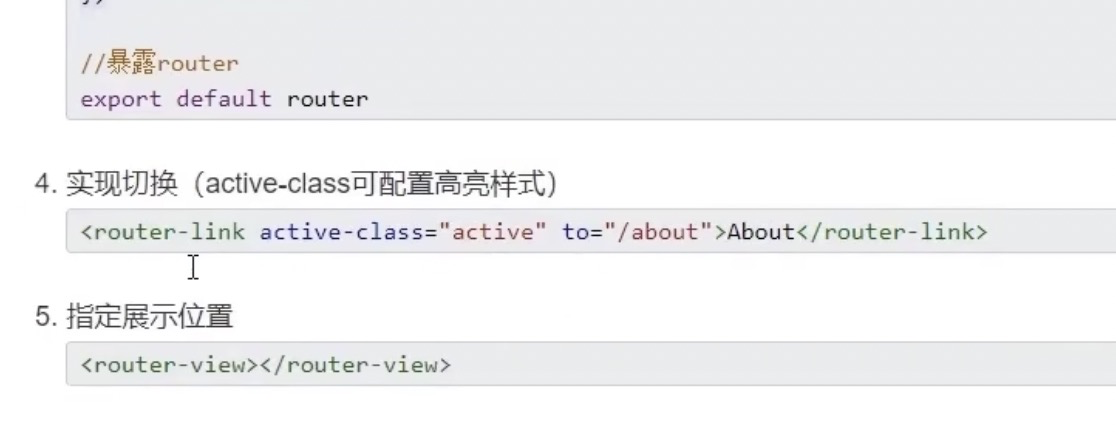 //暴露router
export default router
4. 实现切换（active-class可配置高亮样式）
<router-link active-class="active" to="/about">About</router-link>
5. 指定展示位置
<router-view></router-view>